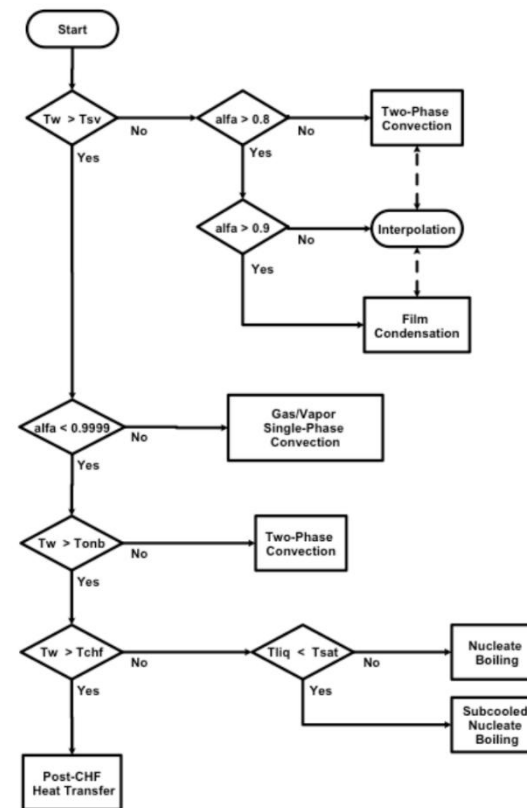 Start
Tw > Tsv
No
Yes
alfa > 0.8
No
Yes
Two-Phase
Convection
alfa > 0.9
No
Yes
Interpolation
Film
Condensation
alfa < 0.9999
No
Yes
Gas/Vapor
Single-Phase
Convection
Tw > Tonb
No
Yes
Two-Phase
Convection
Tw > Tchf
No
Yes
Tliq < Tsat
No
Yes
Nucleate
Boiling
Subcooled
Nucleate
Boiling
Post-CHF
Heat Transfer